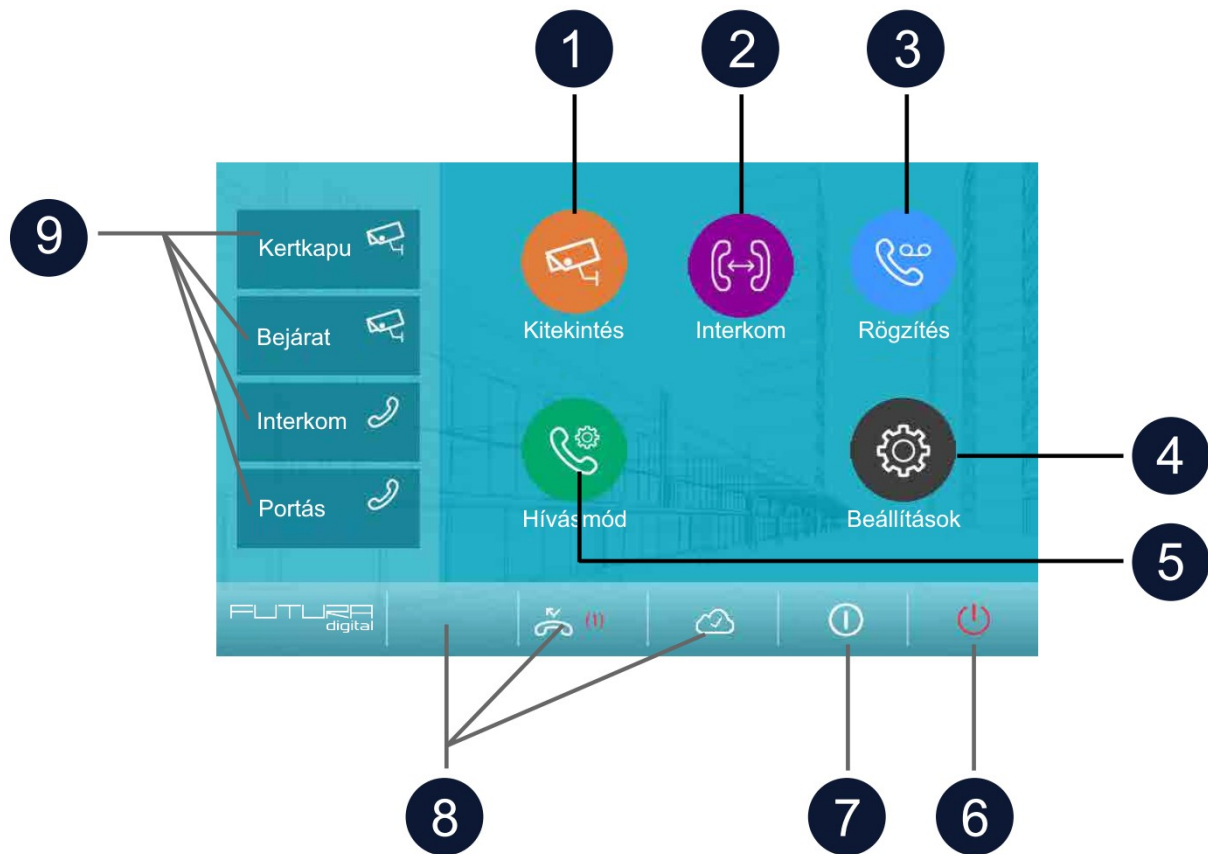 1
2
3
9
Kertkapu
Kitekintés
Interkom
Rögzítés
Bejárat
Interkom
Portás
4
Hívásmód
Beállítások
5
FUTURA
digital
(1)
8
7
6